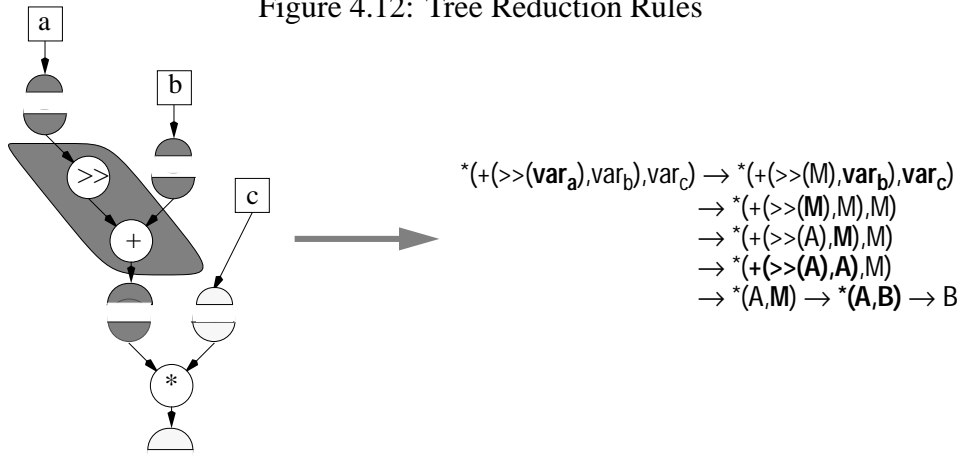 Figure 4.12: Tree Reduction Rules
a
b
>>
c
+
*
*(+(>>(var_a),var_b),var_c) → *(+(>>(M),var_b),var_c)
→ *(+(>>(M),M),M)
→ *(+(>>(A),M),M)
→ *(+(>>(A),A),M)
→ *(A,M) → *(A,B) → B